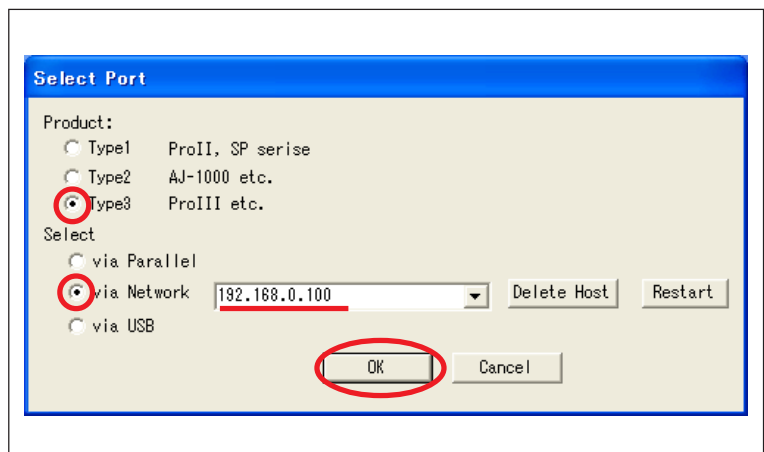 Select Port
Product:
Type1 ProII, SP serise
Type2 AJ-1000 etc.
Type3 ProIII etc.
Select
via Parallel
via Network 192.168.0.100 Delete Host Restart
via USB
OK Cancel